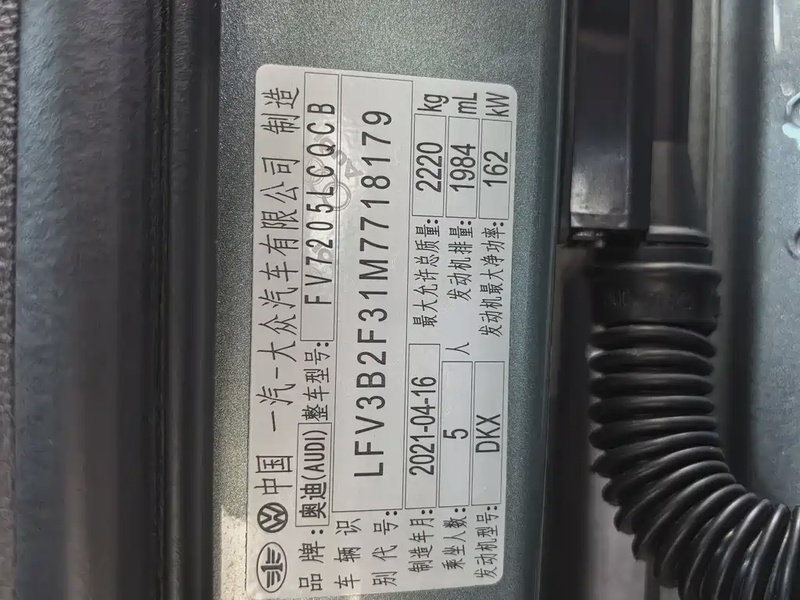 中国 一汽-大众汽车有限公司 制造
品牌: 奥迪(AUDI) 整车型号: FV7205LCQCB
车辆识别代号: LFV3B2F31M7718179
制造年月: 2021-04-16 最大允许总质量: 2220 kg
乘坐人数: 5 人 发动机排量: 1984 mL
发动机型号: DKX 发动机最大净功率: 162 kW